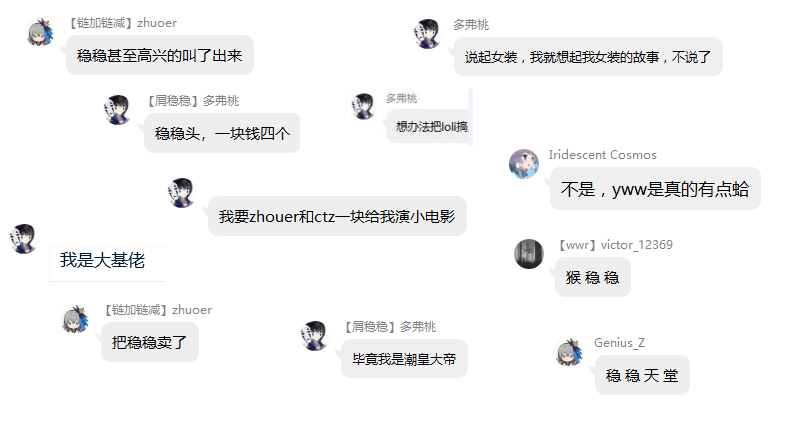 【链加链减】zhuoer
稳稳甚至高兴的叫了出来
多弗桃
说起女装，我就想起我女装的故事，不说了
【屑稳稳】多弗桃
稳稳头，一块钱四个
多弗桃
想办法把loli搞
Iridescent Cosmos
不是，yww是真的有点蛤
我要zhouer和ctz一块给我演小电影
我是大基佬
【wwr】victor_12369
猴 稳 稳
【链加链减】zhuoer
把稳稳卖了
【屑稳稳】多弗桃
毕竟我是潮皇大帝
Genius_Z
稳 稳 天 堂